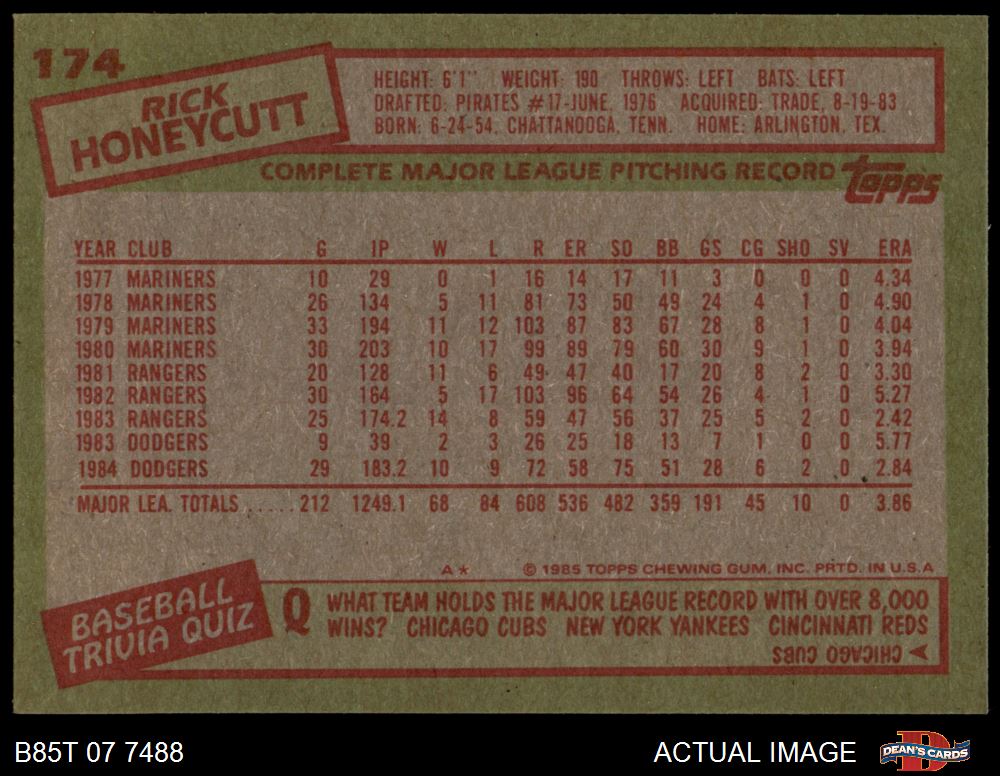 174
RICK
HONEYCUTT
HEIGHT: 6'1" WEIGHT: 190 THROWS: LEFT BATS: LEFT
DRAFTED: PIRATES #17-JUNE, 1976 ACQUIRED: TRADE, 8-19-83
BORN: 6-24-54, CHATTANOOGA, TENN. HOME: ARLINGTON, TEX.
COMPLETE MAJOR LEAGUE PITCHING RECORD
topps
YEAR CLUB G IP W L R ER SO BB GS CG SHO SV ERA
1977 MARINERS 10 29 0 1 16 14 17 11 3 0 0 0 4.34
1978 MARINERS 26 134 5 11 81 73 50 49 24 4 1 0 4.90
1979 MARINERS 33 194 11 12 103 87 83 67 28 8 1 0 4.04
1980 MARINERS 30 203 10 17 99 89 79 60 30 9 1 0 3.94
1981 RANGERS 20 128 11 6 49 47 40 17 20 8 2 0 3.30
1982 RANGERS 30 164 5 17 103 96 64 54 26 4 1 0 5.27
1983 RANGERS 25 174.2 14 8 59 47 56 37 25 5 2 0 2.42
1983 DODGERS 9 39 2 3 26 25 18 13 7 1 0 0 5.77
1984 DODGERS 29 183.2 10 9 72 58 75 51 28 6 2 0 2.84
MAJOR LEA. TOTALS ..... 212 1249.1 68 84 608 536 482 359 191 45 10 0 3.86
A* © 1985 TOPPS CHEWING GUM, INC. PRTD. IN U.S.A
BASEBALL
TRIVIA QUIZ
Q WHAT TEAM HOLDS THE MAJOR LEAGUE RECORD WITH OVER 8,000
WINS? CHICAGO CUBS NEW YORK YANKEES CINCINNATI REDS
CHICAGO CUBS
B85T 07 7488
ACTUAL IMAGE
DEAN'S CARDS